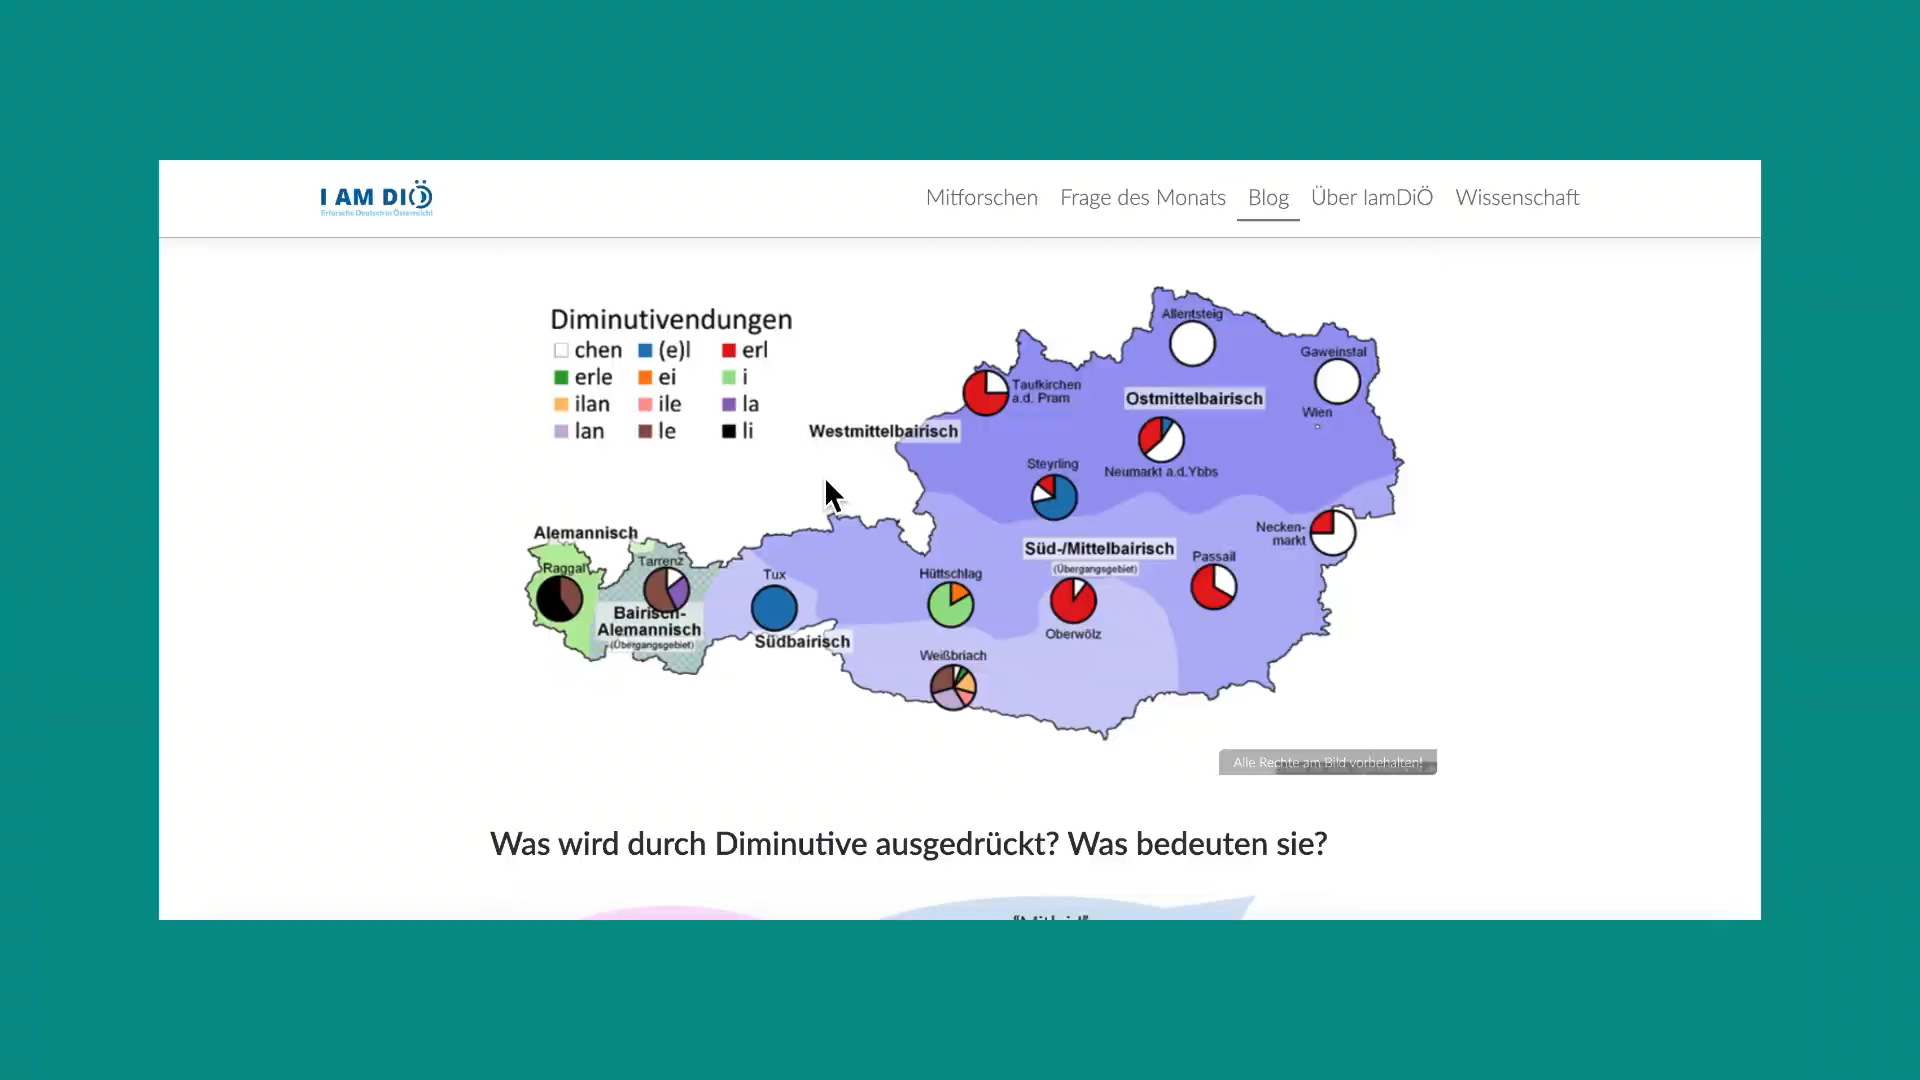 I AM DIÖ
Erforsche Deutsch in Österreich!
Mitforschen
Frage des Monats
Blog
Über IamDiÖ
Wissenschaft
Diminutivendungen
chen
(e)l
erl
erle
ei
i
ilan
ile
la
lan
le
li
Allentsteig
Gaweinstal
Taufkirchen
a.d. Pram
Ostmittelbairisch
Wien
Westmittelbairisch
Neumarkt a.d.Ybbs
Steyrling
Necken-
markt
Alemannisch
Süd-/Mittelbairisch
(Übergangsgebiet)
Passail
Raggal
Tarrenz
Tux
Hüttschlag
Bairisch-
Alemannisch
(Übergangsgebiet)
Oberwölz
Südbairisch
Weißbriach
Alle Rechte am Bild vorbehalten!
Was wird durch Diminutive ausgedrückt? Was bedeuten sie?